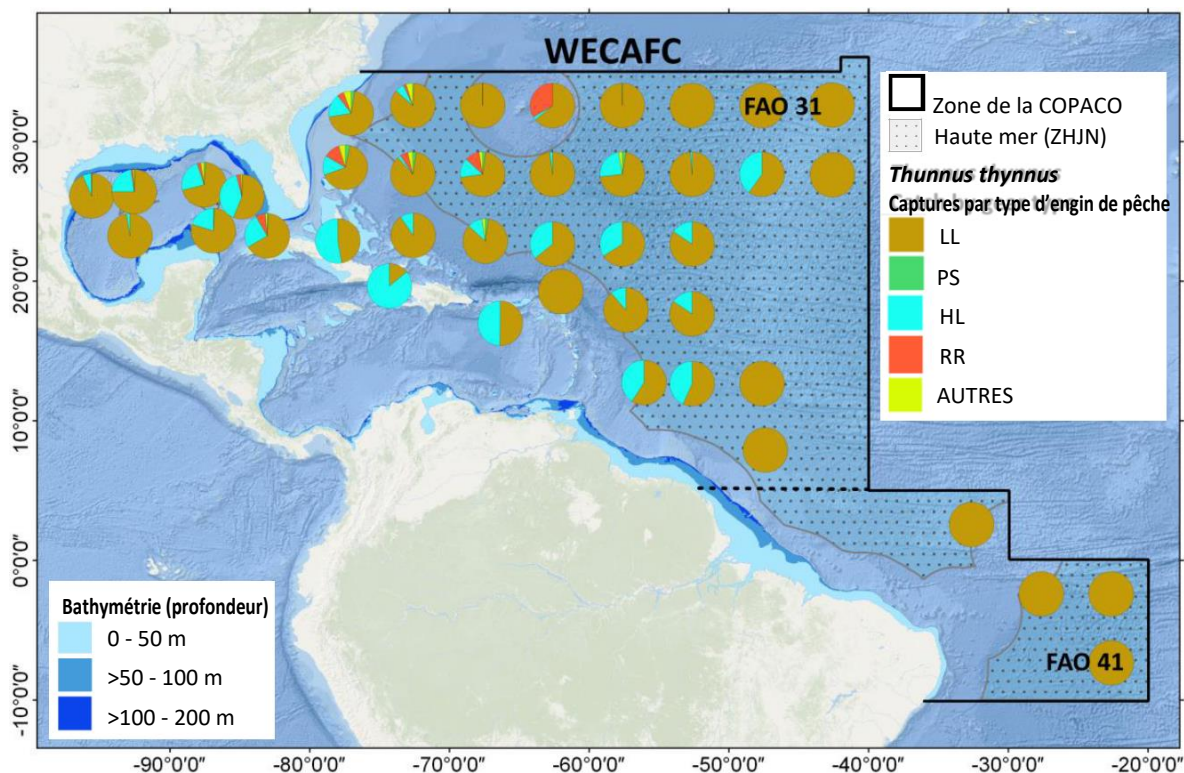 WECAFC
FAO 31
Zone de la COPACO
Haute mer (ZHJN)
Thunnus thynnus
Captures par type d'engin de pêche
LL
PS
HL
RR
AUTRES
30°0'0"
20°0'0"
10°0'0"
0°0'0"
-10°0'0"
Bathymétrie (profondeur)
0 - 50 m
>50 - 100 m
>100 - 200 m
FAO 41
-90°0'0"
-80°0'0"
-70°0'0"
-60°0'0"
-50°0'0"
-40°0'0"
-30°0'0"
-20°0'0"